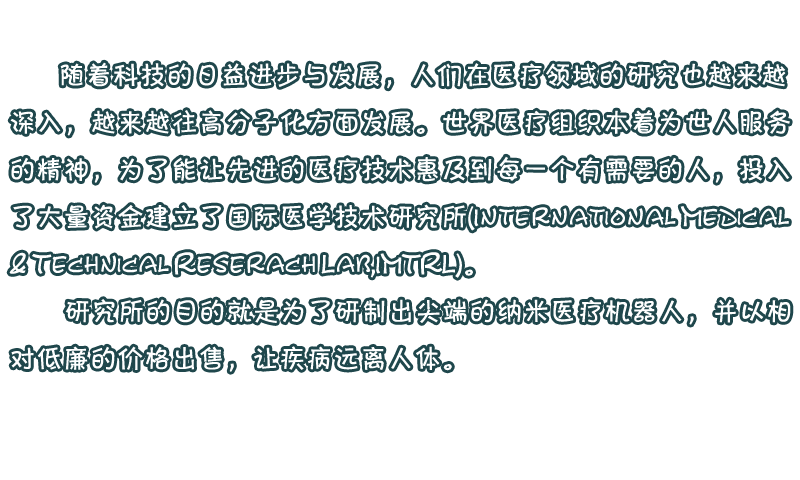 随着科技的日益进步与发展，人们在医疗领域的研究也越来越
深入，越来越往高分子化方面发展。世界医疗组织本着为世人服务
的精神，为了能让先进的医疗技术惠及到每一个有需要的人，投入
了大量资金建立了国际医学技术研究所(INTERNATIONAL MEDICAL
& TECHNICAL RESERACH LAB,IMTRL)。
研究所的目的就是为了研制出尖端的纳米医疗机器人，并以相
对低廉的价格出售，让疾病远离人体。